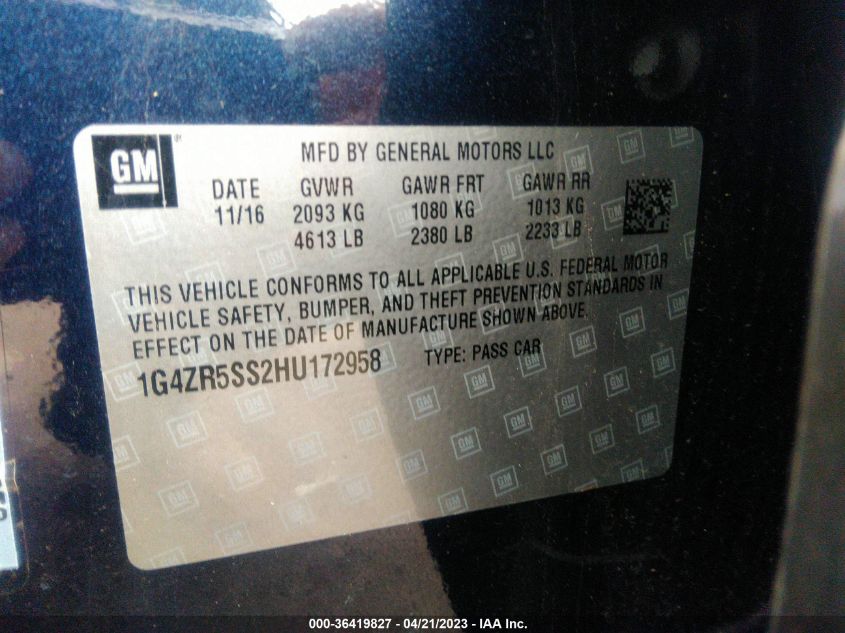 GM
MFD BY GENERAL MOTORS LLC
DATE GVWR GAWR FRT GAWR RR
11/16 2093 KG 1080 KG 1013 KG
4613 LB 2380 LB 2233 LB
THIS VEHICLE CONFORMS TO ALL APPLICABLE U.S. FEDERAL MOTOR
VEHICLE SAFETY, BUMPER, AND THEFT PREVENTION STANDARDS IN
EFFECT ON THE DATE OF MANUFACTURE SHOWN ABOVE.
1G4ZR5SS2HU172958 TYPE: PASS CAR
000-36419827 - 04/21/2023 - IAA Inc.